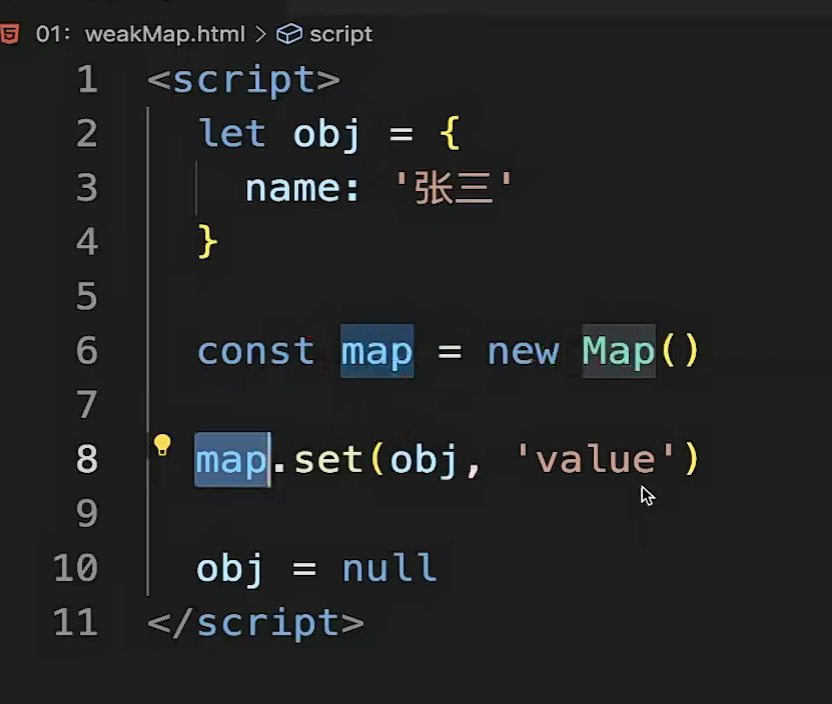 01: weakMap.html > script
1 <script>
2 let obj = {
3 name: '张三'
4 }
5
6 const map = new Map()
7
8 map.set(obj, 'value')
9
10 obj = null
11 </script>